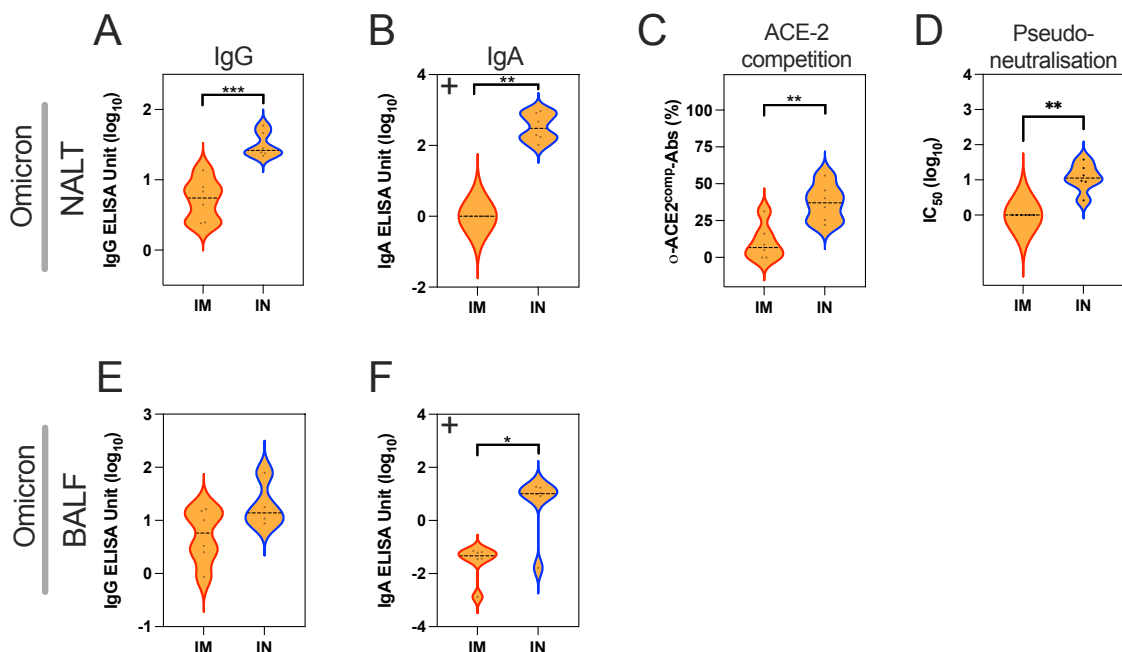 A
IgG
Omicron
NALT
IgG ELISA Unit (log10)
2
1
0
***
IM
IN
B
IgA
IgA ELISA Unit (log10)
4
2
0
-2
+
**
IM
IN
C
ACE-2
competition
α-ACE2comp-Abs (%)
100
75
50
25
0
**
IM
IN
D
Pseudo-
neutralisation
IC50 (log10)
4
3
2
1
0
**
IM
IN
E
Omicron
BALF
IgG ELISA Unit (log10)
3
2
1
0
-1
IM
IN
F
IgA ELISA Unit (log10)
4
2
0
-2
-4
+
*
IM
IN